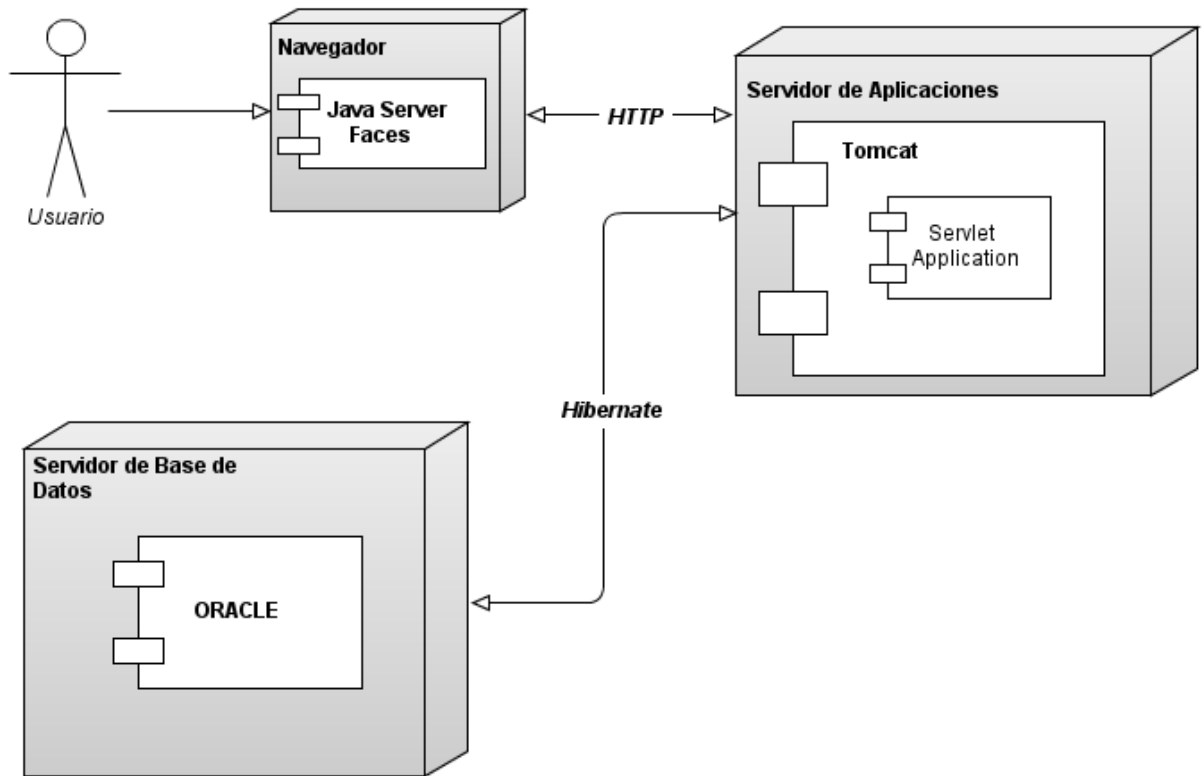 Navegador
Java Server
Faces
Usuario
HTTP
Servidor de Aplicaciones
Tomcat
Servlet
Application
Hibernate
Servidor de Base de
Datos
ORACLE